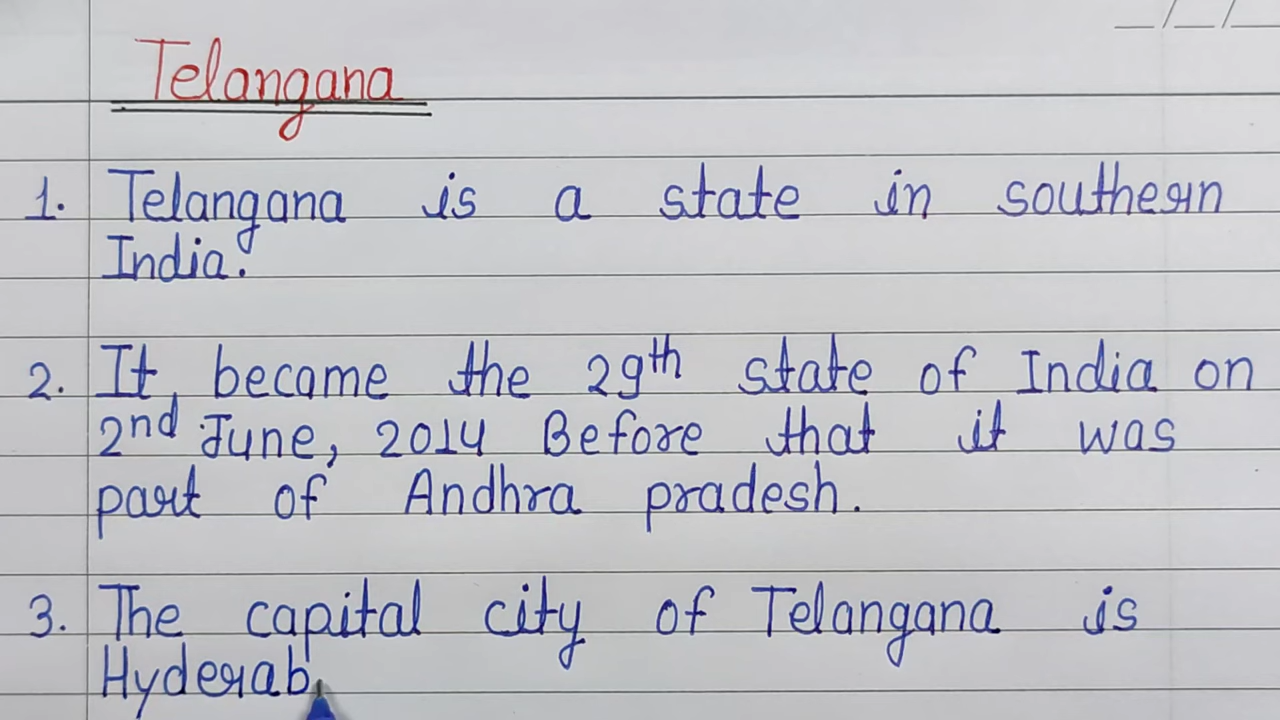 Telangana
1. Telangana is a state in southern
India.
2. It became the 29th state of India on
2nd June, 2014 Before that it was
part of Andhra pradesh.
3. The capital city of Telangana is
Hyderab